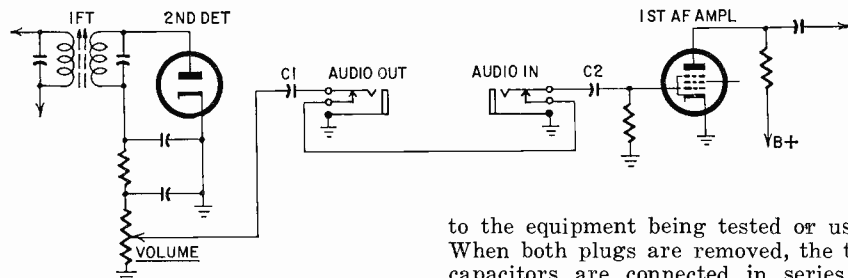 IFT
2ND DET
1ST AF AMPL
C1
AUDIO OUT
AUDIO IN
C2
B+
VOLUME
to the equipment being tested or us
When both plugs are removed, the t
capacitors are connected in series